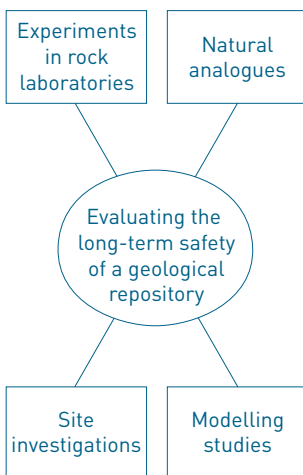 Experiments
in rock
laboratories
Natural
analogues
Evaluating the
long-term safety
of a geological
repository
Site
investigations
Modelling
studies